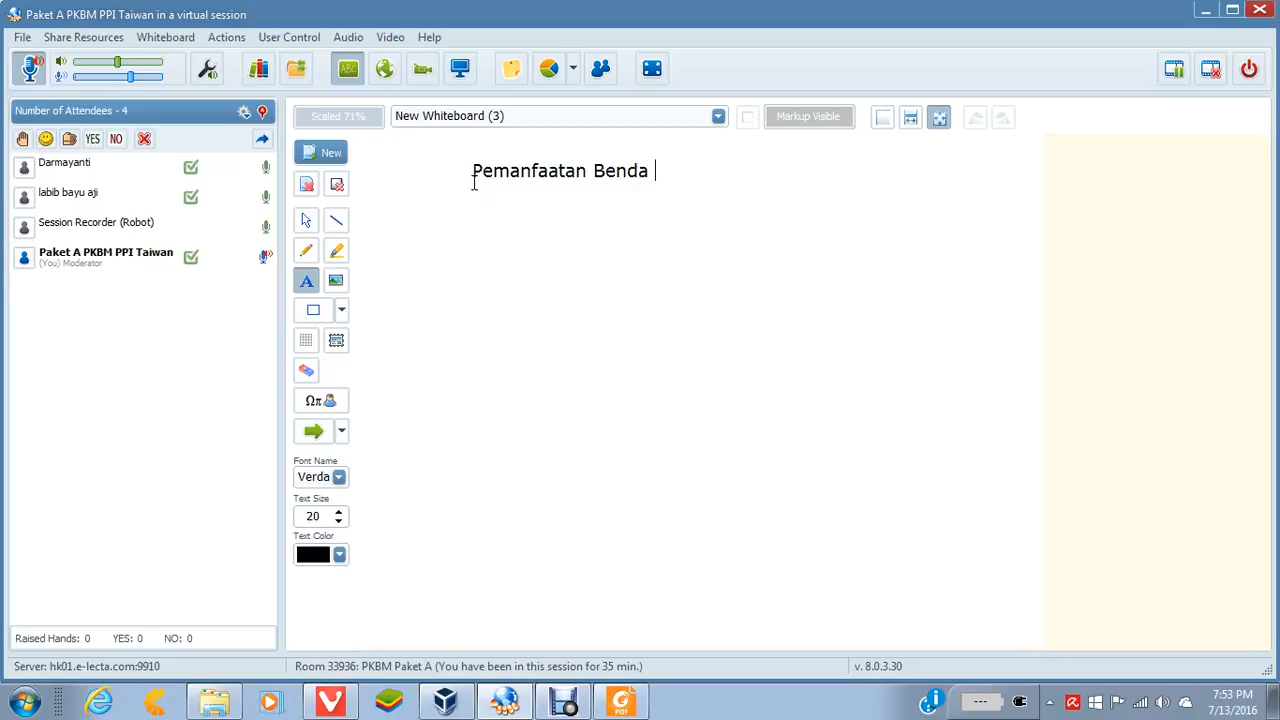 Paket A PKBM PPI Taiwan in a virtual session
File Share Resources Whiteboard Actions User Control Audio Video Help
ABC
Number of Attendees - 4
Scaled 71% New Whiteboard (3) Markup Visible
YES NO
New
Darmayanti
labib bayu aji
Session Recorder (Robot)
Paket A PKBM PPI Taiwan
(You) Moderator
Pemanfaatan Benda
A
Ωπ
Font Name
Verda
Text Size
20
Text Color
Raised Hands: 0 YES: 0 NO: 0
Server: hk01.e-lecta.com:9910 Room 33936: PKBM Paket A (You have been in this session for 35 min.) v. 8.0.3.30
PDF
---
7:53 PM
7/13/2016